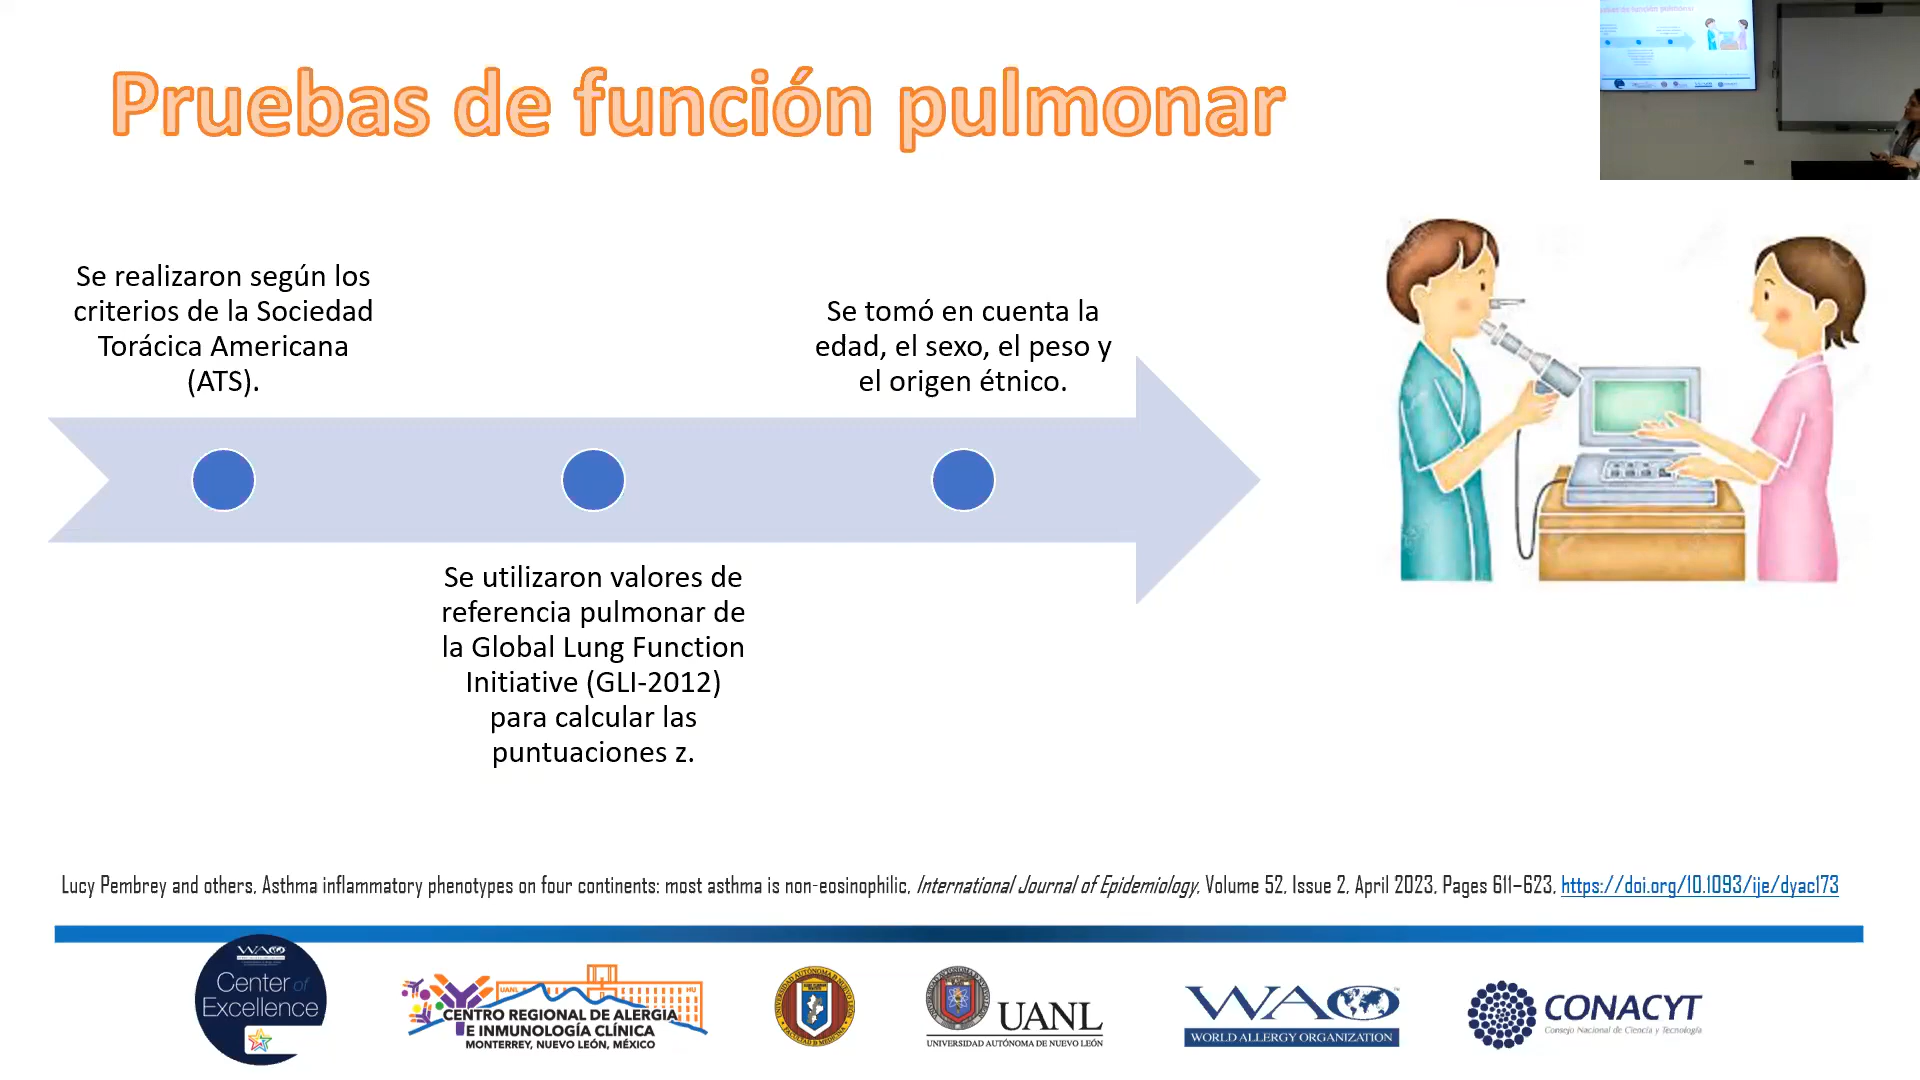 Pruebas de función pulmonar
Se realizaron según los
criterios de la Sociedad
Torácica Americana
(ATS).
Se utilizaron valores de
referencia pulmonar de
la Global Lung Function
Initiative (GLI-2012)
para calcular las
puntuaciones z.
Se tomó en cuenta la
edad, el sexo, el peso y
el origen étnico.
Lucy Pembrey and others, Asthma inflammatory phenotypes on four continents: most asthma is non-eosinophilic, International Journal of Epidemiology, Volume 52, Issue 2, April 2023, Pages 611–623, https://doi.org/10.1093/ije/dyac173
WAO
Center of
Excellence
UANL
HU
CENTRO REGIONAL DE ALERGIA
E INMUNOLOGÍA CLÍNICA
MONTERREY, NUEVO LEÓN, MÉXICO
UANL
UNIVERSIDAD AUTÓNOMA DE NUEVO LEÓN
WAO
WORLD ALLERGY ORGANIZATION
CONACYT
Consejo Nacional de Ciencia y Tecnología